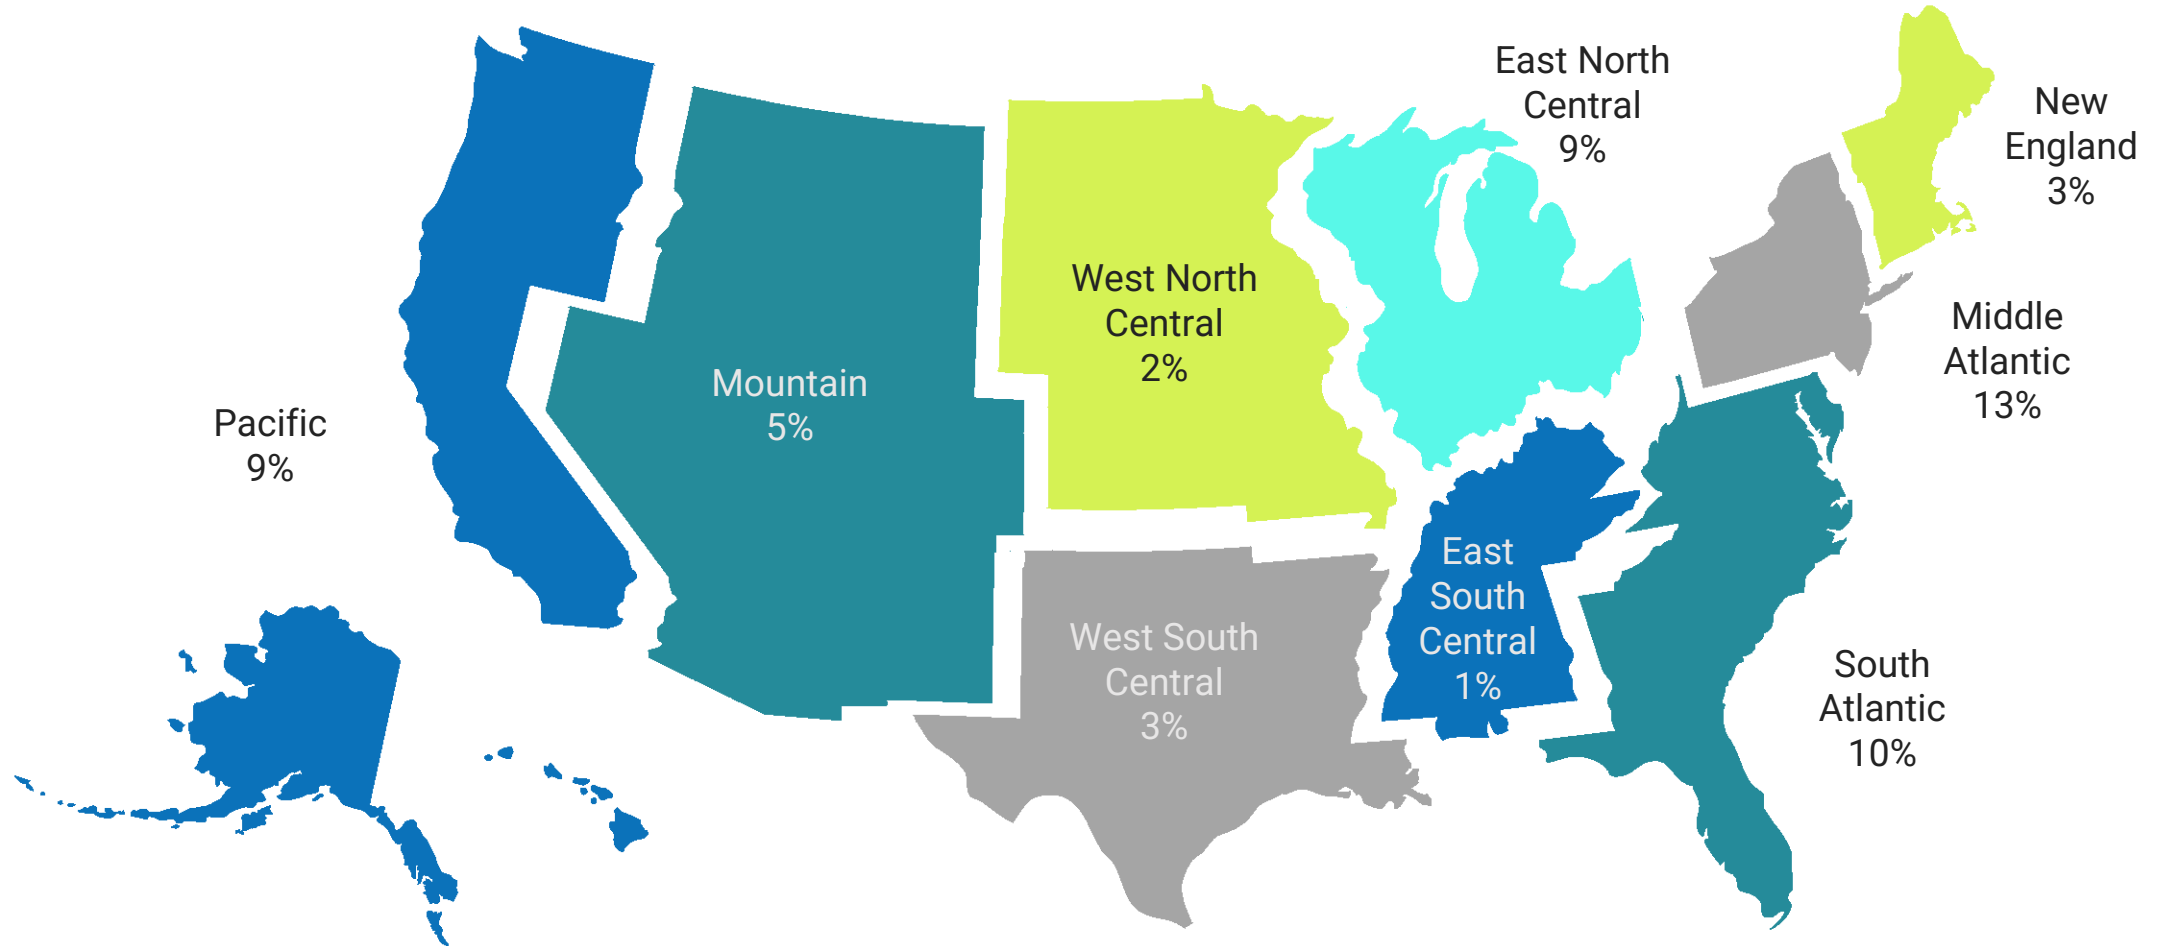 East North
Central
9%
New
England
3%
West North
Central
2%
Middle
Atlantic
13%
Mountain
5%
Pacific
9%
East
South
Central
1%
West South
Central
3%
South
Atlantic
10%